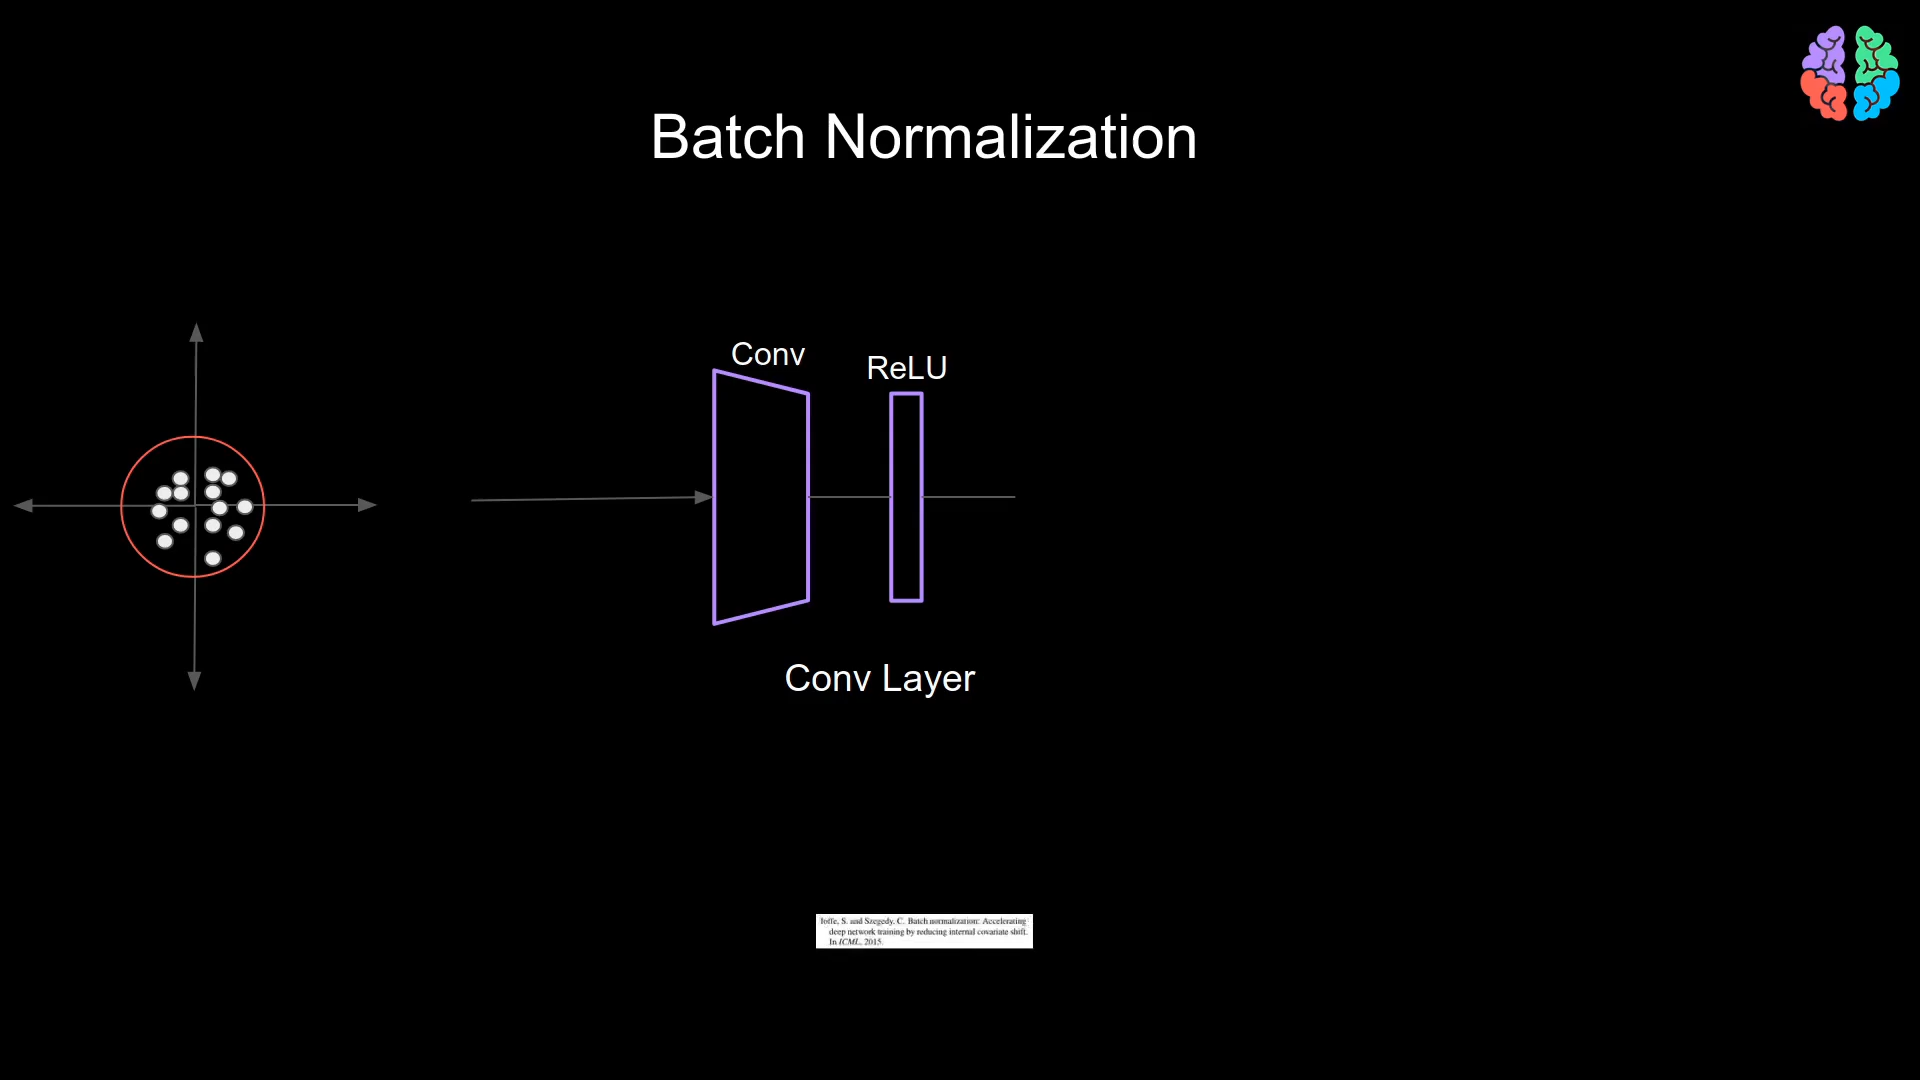 Batch Normalization
Conv
ReLU
Conv Layer
Ioffe, S. and Szegedy, C. Batch normalization: Accelerating
deep network training by reducing internal covariate shift.
In ICML, 2015.